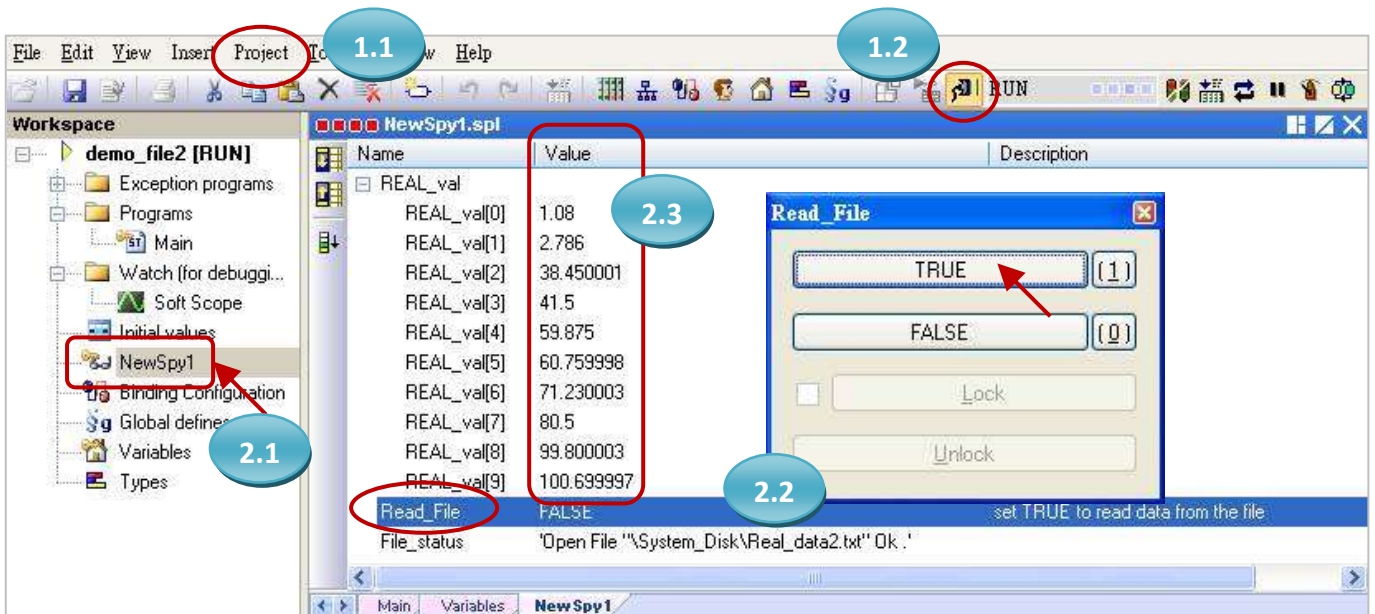 File Edit View Insert Project To 1.1 w Help 1.2
RUN
Workspace
NewSpy1.spl
demo_file2 [RUN]
Name Value Description
Exception programs
REAL_val
Programs
REAL_val[0] 1.08
2.3
Read_File
Main
REAL_val[1] 2.786
Watch (for debuggi...
REAL_val[2] 38.450001
TRUE (1)
Soft Scope
REAL_val[3] 41.5
Initial values
REAL_val[4] 59.875
FALSE (0)
NewSpy1
REAL_val[5] 60.759998
Binding Configuration
REAL_val[6] 71.230003
Lock
Global defines
REAL_val[7] 80.5
Variables
2.1
REAL_val[8] 99.800003
Unlock
Types
REAL_val[9] 100.699997
2.2
Read_File FALSE set TRUE to read data from the file
File_status 'Open File "\System_Disk\Real_data2.txt" Ok .'
Main Variables NewSpy1